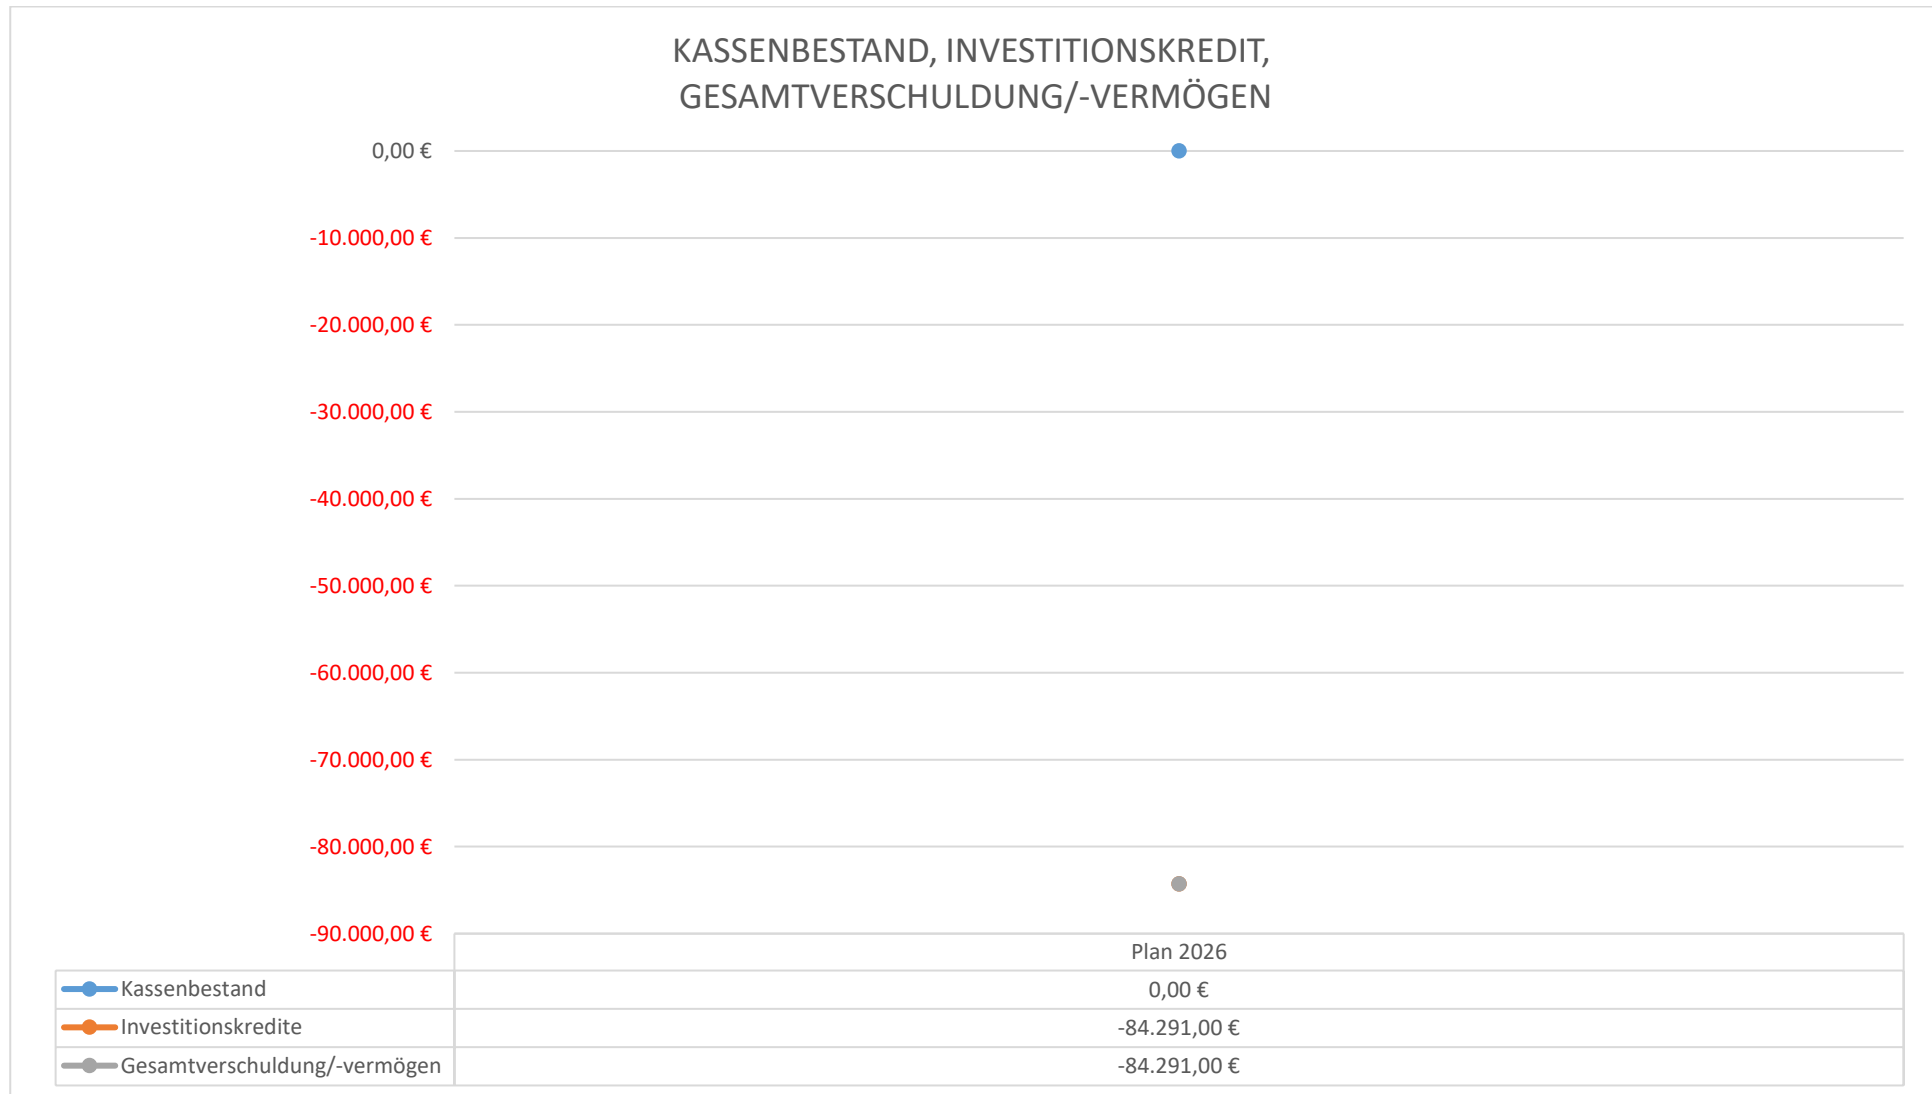 KASSENBESTAND, INVESTITIONSKREDIT,
GESAMTVERSCHULDUNG/-VERMÖGEN
0,00 €
-10.000,00 €
-20.000,00 €
-30.000,00 €
-40.000,00 €
-50.000,00 €
-60.000,00 €
-70.000,00 €
-80.000,00 €
-90.000,00 €
Plan 2026
Kassenbestand 0,00 €
Investitionskredite -84.291,00 €
Gesamtverschuldung/-vermögen -84.291,00 €